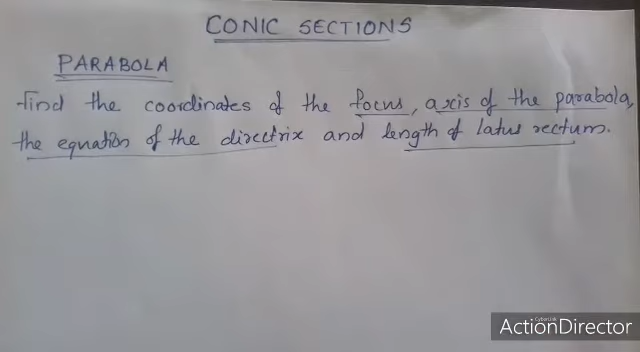 CONIC SECTIONS
PARABOLA
Find the coordinates of the focus, axis of the parabola,
the equation of the directrix and length of latus rectum.
CyberLink
ActionDirector